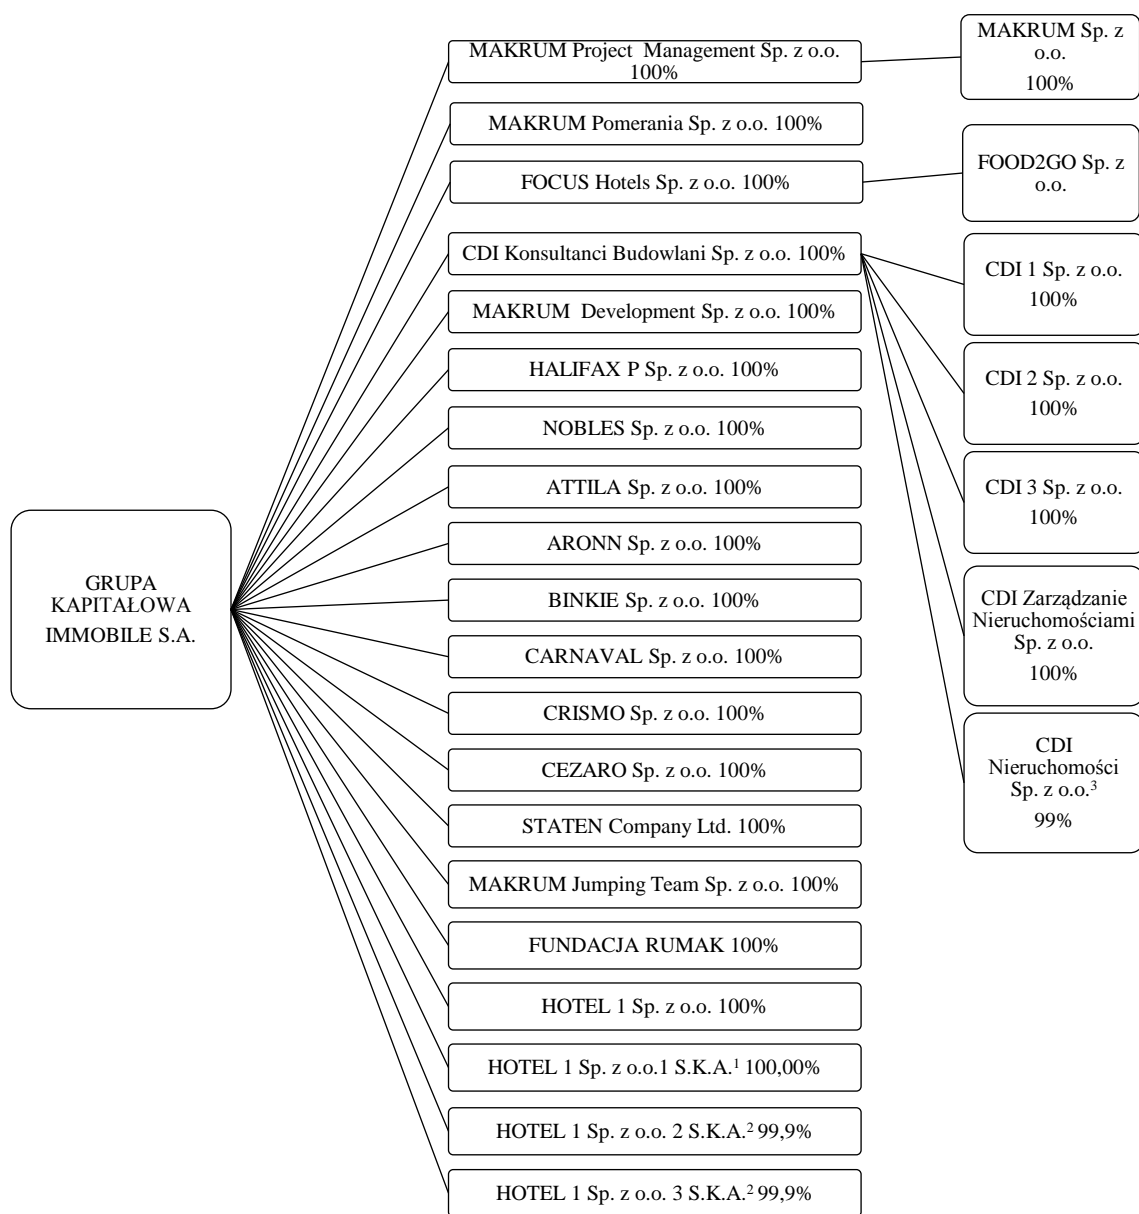 GRUPA
KAPITAŁOWA
IMMOBILE S.A.
MAKRUM Project  Management Sp. z o.o.
100%
MAKRUM Pomerania Sp. z o.o. 100%
FOCUS Hotels Sp. z o.o. 100%
CDI Konsultanci Budowlani Sp. z o.o. 100%
MAKRUM  Development Sp. z o.o. 100%
HALIFAX P Sp. z o.o. 100%
NOBLES Sp. z o.o. 100%
ATTILA Sp. z o.o. 100%
ARONN Sp. z o.o. 100%
BINKIE Sp. z o.o. 100%
CARNAVAL Sp. z o.o. 100%
CRISMO Sp. z o.o. 100%
CEZARO Sp. z o.o. 100%
STATEN Company Ltd. 100%
MAKRUM Jumping Team Sp. z o.o. 100%
FUNDACJA RUMAK 100%
HOTEL 1 Sp. z o.o. 100%
HOTEL 1 Sp. z o.o.1 S.K.A.¹ 100,00%
HOTEL 1 Sp. z o.o. 2 S.K.A.² 99,9%
HOTEL 1 Sp. z o.o. 3 S.K.A.² 99,9%
MAKRUM Sp. z
o.o.
100%
FOOD2GO Sp. z
o.o.
CDI 1 Sp. z o.o.
100%
CDI 2 Sp. z o.o.
100%
CDI 3 Sp. z o.o.
100%
CDI Zarządzanie
Nieruchomościami
Sp. z o.o.
100%
CDI
Nieruchomości
Sp. z o.o.³
99%